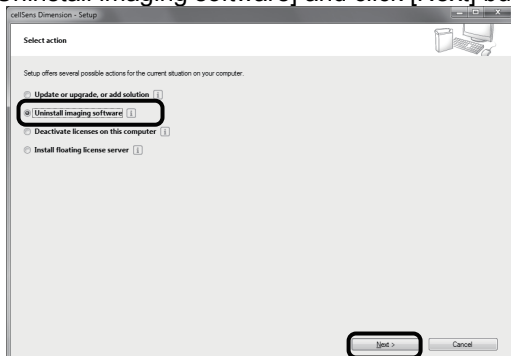 Uninstall imaging software] and click [Next] bu
cellSens Dimension - Setup
Select action
Setup offers several possible actions for the current situation on your computer.
Update or upgrade, or add solution i
Uninstall imaging software i
Deactivate licenses on this computer i
Install floating license server i
Next > Cancel